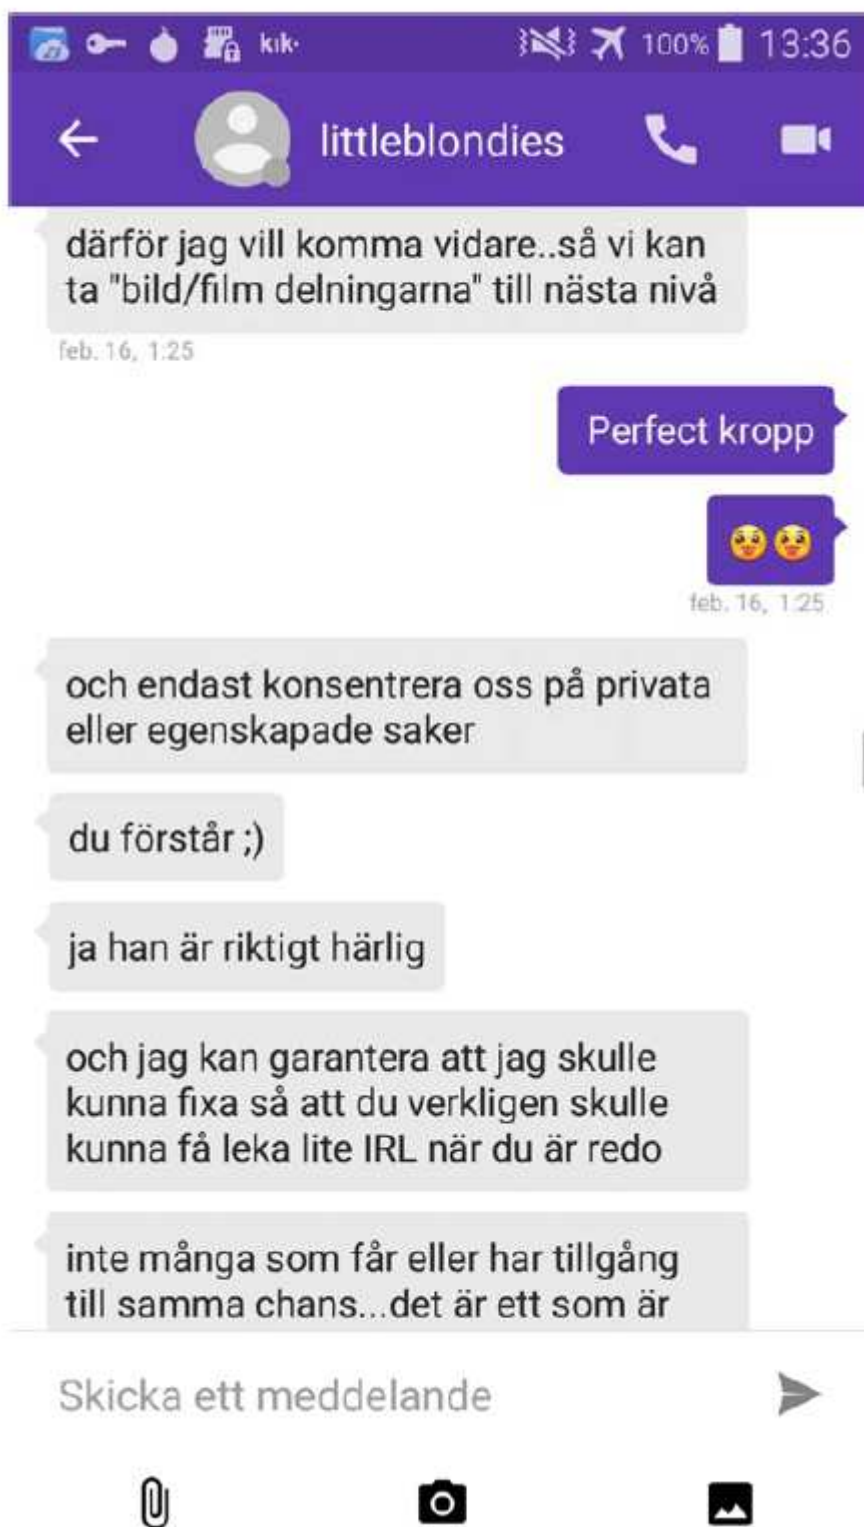 kik·
100%
13:36
littleblondies
därför jag vill komma vidare..så vi kan
ta "bild/film delningarna" till nästa nivå
feb. 16, 1:25
Perfect kropp
feb. 16, 1:25
och endast konsentrera oss på privata
eller egenskapade saker
du förstår ;)
ja han är riktigt härlig
och jag kan garantera att jag skulle
kunna fixa så att du verkligen skulle
kunna få leka lite IRL när du är redo
inte många som får eller har tillgång
till samma chans...det är ett som är
Skicka ett meddelande